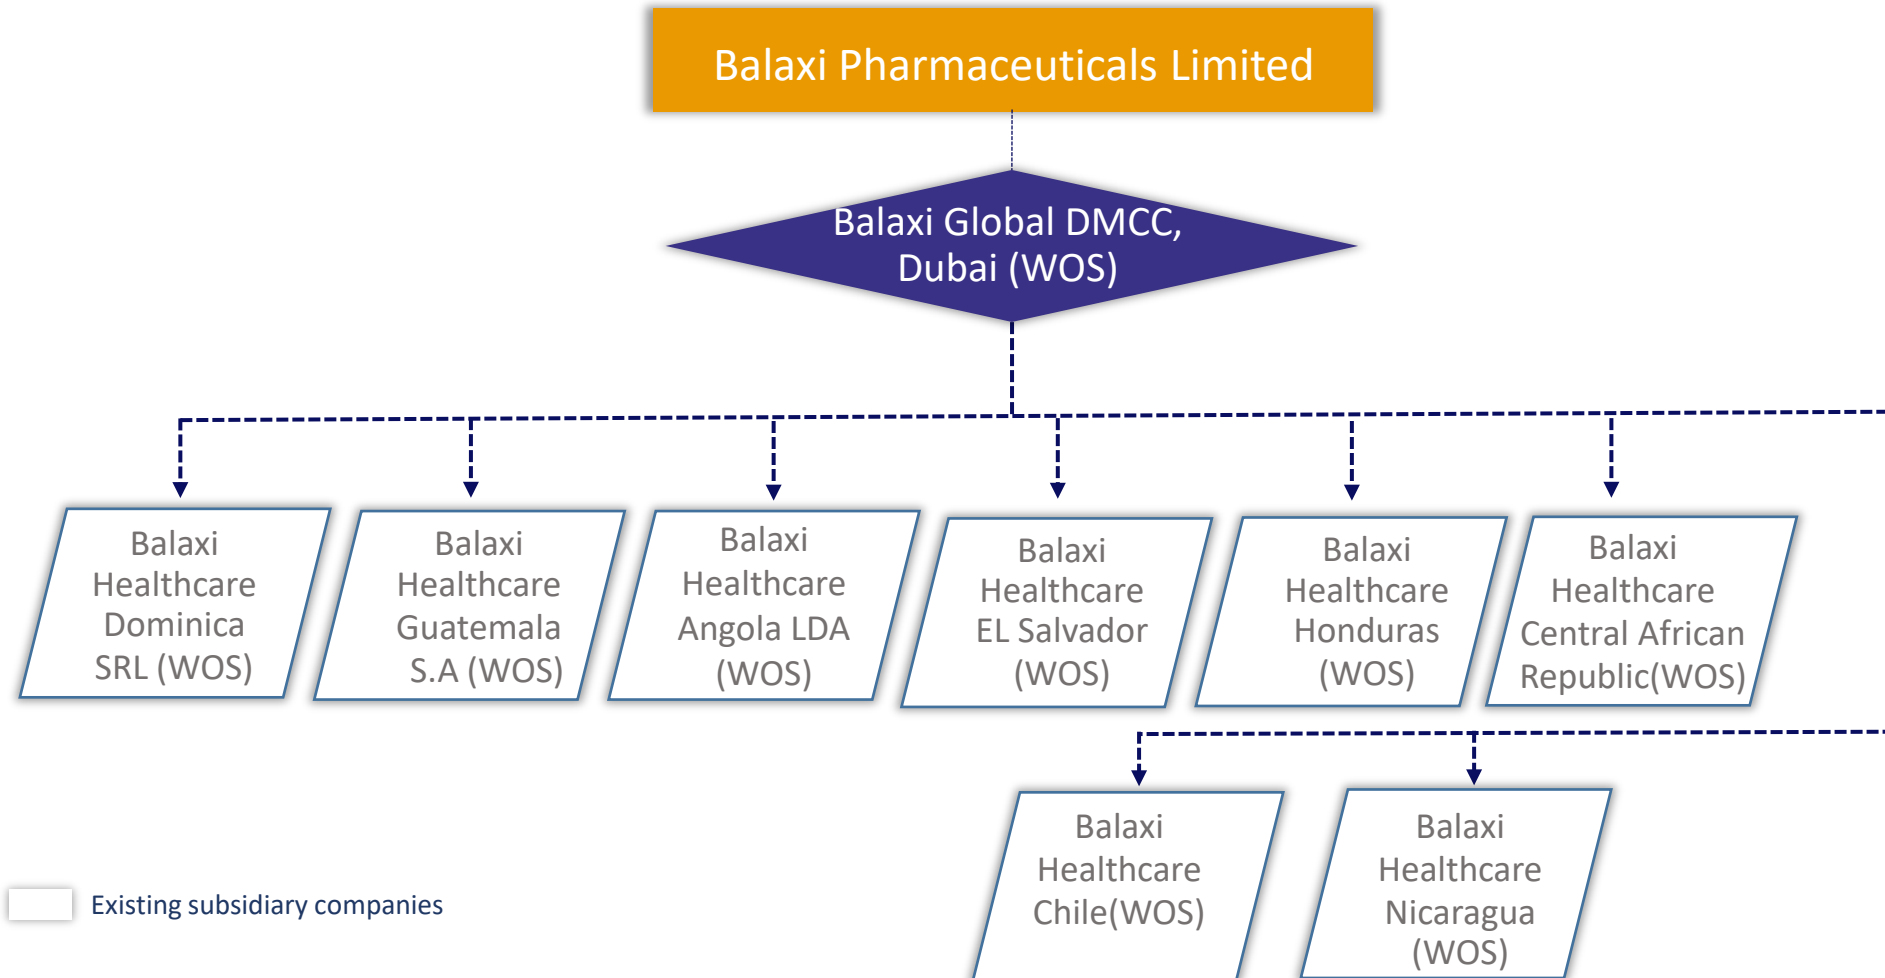 Balaxi Pharmaceuticals Limited
Balaxi Global DMCC,
Dubai (WOS)
Balaxi
Healthcare
Dominica
SRL (WOS)
Balaxi
Healthcare
Guatemala
S.A (WOS)
Balaxi
Healthcare
Angola LDA
(WOS)
Balaxi
Healthcare
EL Salvador
(WOS)
Balaxi
Healthcare
Honduras
(WOS)
Balaxi
Healthcare
Central African
Republic(WOS)
Balaxi
Healthcare
Chile(WOS)
Balaxi
Healthcare
Nicaragua
(WOS)
Existing subsidiary companies